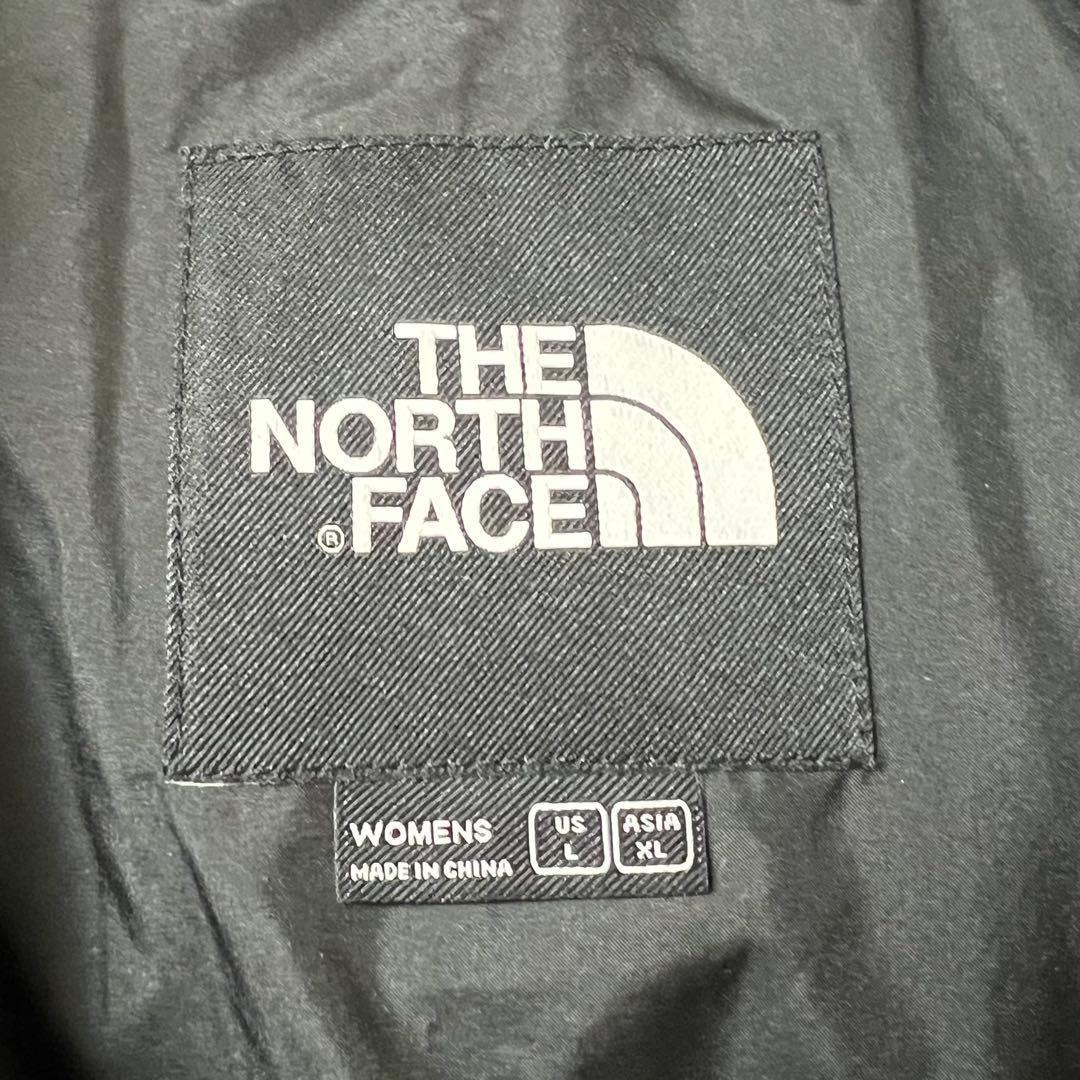 THE
NORTH
® FACE
WOMENS
MADE IN CHINA
US
L
ASIA
XL